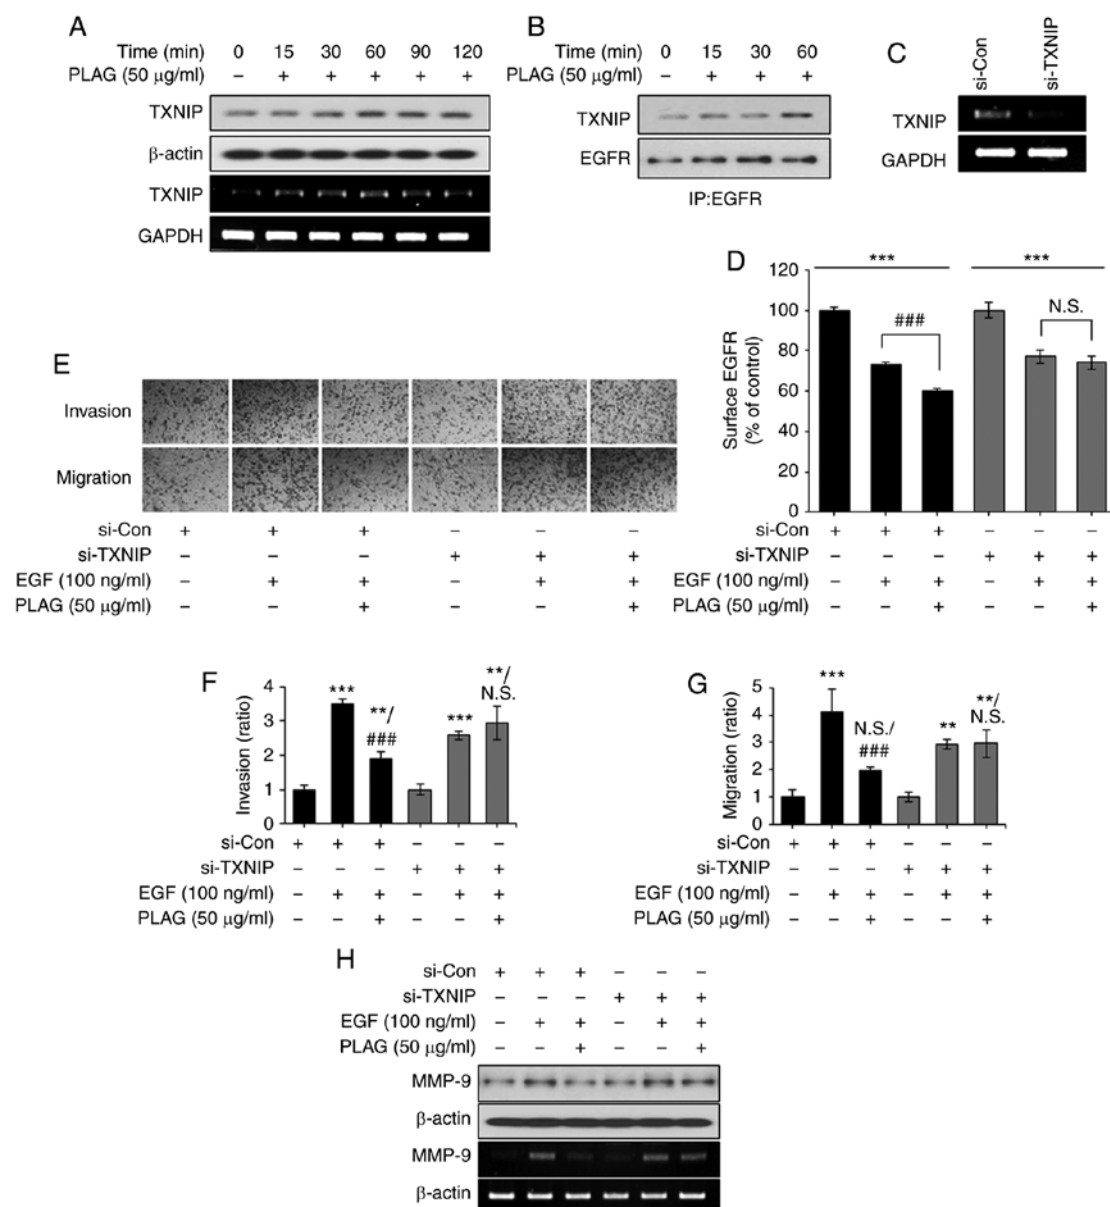 A
Time (min) 0 15 30 60 90 120
PLAG (50 μg/ml) – + + + + +
TXNIP
β-actin
TXNIP
GAPDH
B
Time (min) 0 15 30 60
PLAG (50 μg/ml) – + + +
TXNIP
EGFR
IP:EGFR
C
si-Con si-TXNIP
TXNIP
GAPDH
D
*** ***
### N.S.
Surface EGFR
(% of control)
120
100
80
60
40
20
0
si-Con + + + – – –
si-TXNIP – – – + + +
EGF (100 ng/ml) – + + – + +
PLAG (50 μg/ml) – – + – – +
E
Invasion
Migration
si-Con + + + – – –
si-TXNIP – – – + + +
EGF (100 ng/ml) – + + – + +
PLAG (50 μg/ml) – – + – – +
F
Invasion (ratio)
4
3
2
1
0
*** **/ *** **/
### N.S.
si-Con + + + – – –
si-TXNIP – – – + + +
EGF (100 ng/ml) – + + – + +
PLAG (50 μg/ml) – – + – – +
G
Migration (ratio)
5
4
3
2
1
0
*** N.S./ ** **/
### N.S.
si-Con + + + – – –
si-TXNIP – – – + + +
EGF (100 ng/ml) – + + – + +
PLAG (50 μg/ml) – – + – – +
H
si-Con + + + – – –
si-TXNIP – – – + + +
EGF (100 ng/ml) – + + – + +
PLAG (50 μg/ml) – – + – – +
MMP-9
β-actin
MMP-9
β-actin